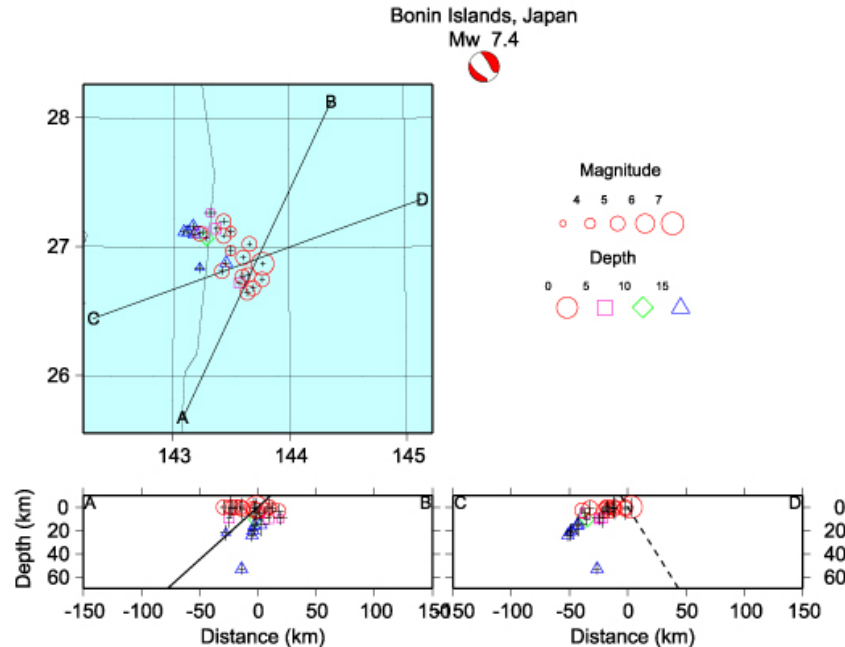 Bonin Islands, Japan
Mw 7.4
28
27
26
143 144 145
A
B
C
D
Magnitude
4 5 6 7
Depth
0 5 10 15
A B
Depth (km)
0
20
40
60
-150 -100 -50 0 50 100 150
Distance (km)
C D
0
20
40
60
-150 -100 -50 0 50 100 150
Distance (km)